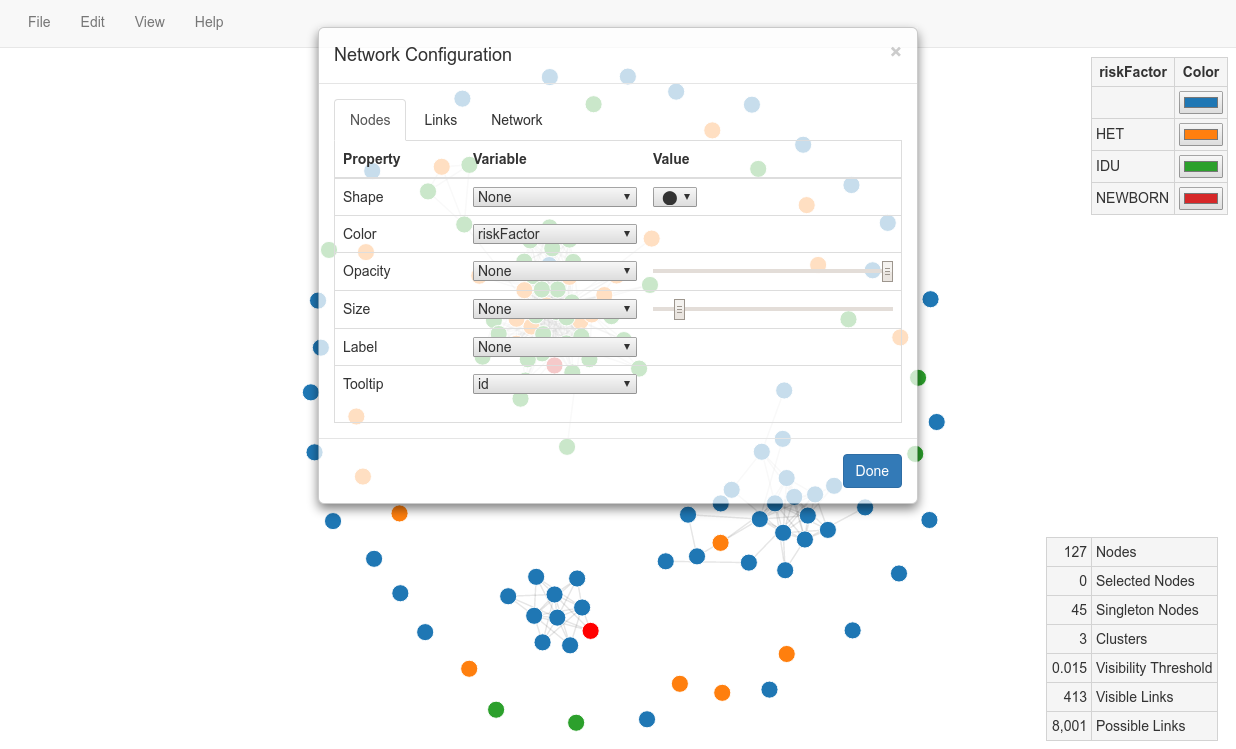 File Edit View Help
Network Configuration ×
Nodes Links Network
Property Variable Value
Shape None
Color riskFactor
Opacity None
Size None
Label None
Tooltip id
Done
riskFactor Color
HET
IDU
NEWBORN
127 Nodes
0 Selected Nodes
45 Singleton Nodes
3 Clusters
0.015 Visibility Threshold
413 Visible Links
8,001 Possible Links